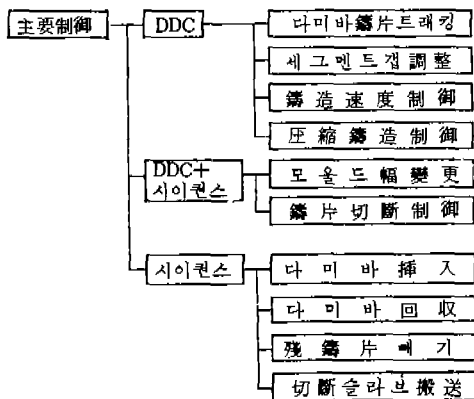 主要制御
DDC
다미바鑄片트래킹
세그멘트갭調整
鑄造速度制御
圧縮鑄造制御
DDC+
시이퀀스
모울드幅變更
鑄片切斷制御
시이퀀스
다미바挿入
다미바回収
残鑄片빼기
切斷슬라브搬送